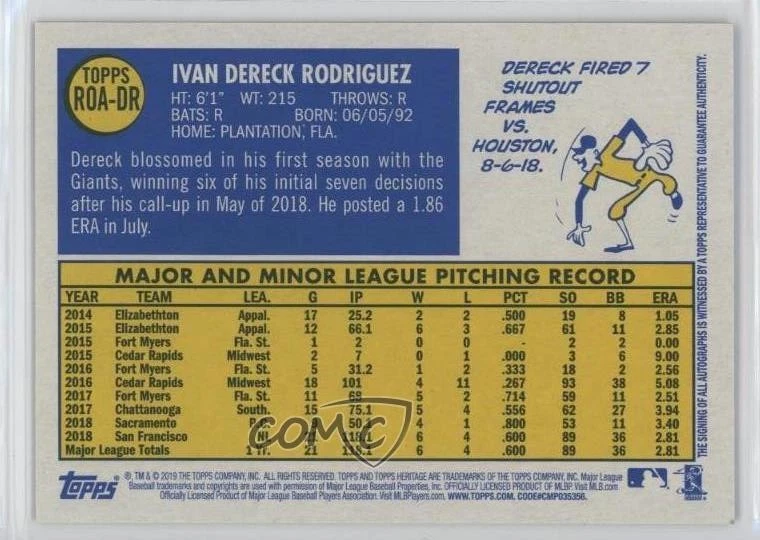 TOPPS
ROA-DR
IVAN DERECK RODRIGUEZ
HT: 6'1" WT: 215 THROWS: R
BATS: R BORN: 06/05/92
HOME: PLANTATION, FLA.
Dereck blossomed in his first season with the
Giants, winning six of his initial seven decisions
after his call-up in May of 2018. He posted a 1.86
ERA in July.
DERECK FIRED 7
SHUTOUT
FRAMES
VS.
HOUSTON,
8-6-18.
THE SIGNING OF ALL AUTOGRAPHS IS WITNESSED BY A TOPPS REPRESENTATIVE TO GUARANTEE AUTHENTICITY.
MAJOR AND MINOR LEAGUE PITCHING RECORD
YEAR TEAM LEA. G IP W L PCT SO BB ERA
2014 Elizabethton Appal. 17 25.2 2 2 .500 19 8 1.05
2015 Elizabethton Appal. 12 66.1 6 3 .667 61 11 2.85
2015 Fort Myers Fla. St. 1 2 0 0 - 2 2 0.00
2015 Cedar Rapids Midwest 2 7 0 1 .000 3 6 9.00
2016 Fort Myers Fla. St. 5 31.2 1 2 .333 18 2 2.56
2016 Cedar Rapids Midwest 18 101 4 11 .267 93 38 5.08
2017 Fort Myers Fla. St. 11 68 5 2 .714 59 11 2.51
2017 Chattanooga South. 15 75.1 5 4 .556 62 27 3.94
2018 Sacramento P.C. 9 50.1 4 1 .800 53 11 3.40
2018 San Francisco NL 21 118.1 6 4 .600 89 36 2.81
Major League Totals 1 Yr. 21 118.1 6 4 .600 89 36 2.81
COMC
topps
®, TM & © 2019 THE TOPPS COMPANY, INC. ALL RIGHTS RESERVED. TOPPS AND TOPPS HERITAGE ARE TRADEMARKS OF THE TOPPS COMPANY, INC. Major League
Baseball trademarks and copyrights are used with permission of Major League Baseball Properties, Inc. OFFICIALLY LICENSED PRODUCT OF MLBP. Visit MLB.com
Officially Licensed Product of Major League Baseball Players Association. Visit MLBPlayers.com. WWW.TOPPS.COM. CODE#CMP035356.